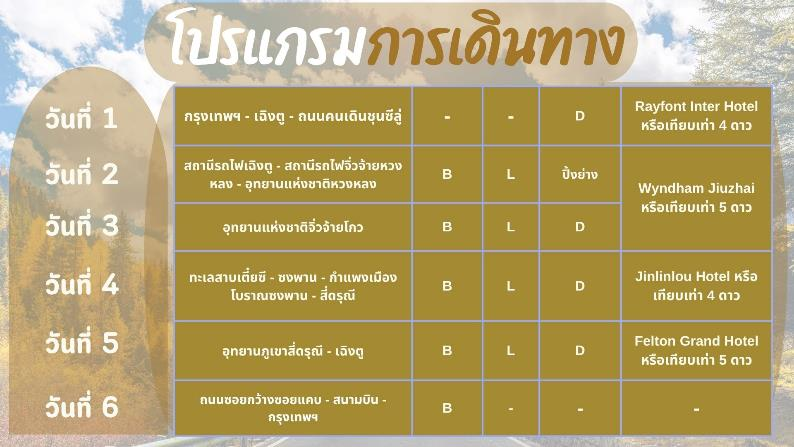 โปรแกรมการเดินทาง
วันที่ 1
กรุงเทพฯ - เฉิงตู - ถนนคนเดินชุนซีลู่
-
-
D
Rayfont Inter Hotel
หรือเทียบเท่า 4 ดาว
วันที่ 2
สถานีรถไฟเฉิงตู - สถานีรถไฟจิ่วจ้ายหวง
หลง - อุทยานแห่งชาติหวงหลง
B
L
ปิ้งย่าง
Wyndham Jiuzhai
หรือเทียบเท่า 5 ดาว
วันที่ 3
อุทยานแห่งชาติจิ่วจ้ายโกว
B
L
D
วันที่ 4
ทะเลสาบเตี๋ยซี - ซงพาน - กำแพงเมือง
โบราณซงพาน - สี่ดรุณี
B
L
D
Jinlinlou Hotel หรือ
เทียบเท่า 4 ดาว
วันที่ 5
อุทยานภูเขาสี่ดรุณี - เฉิงตู
B
L
D
Felton Grand Hotel
หรือเทียบเท่า 5 ดาว
วันที่ 6
ถนนซอยกว้างซอยแคบ - สนามบิน -
กรุงเทพฯ
B
-
-
-